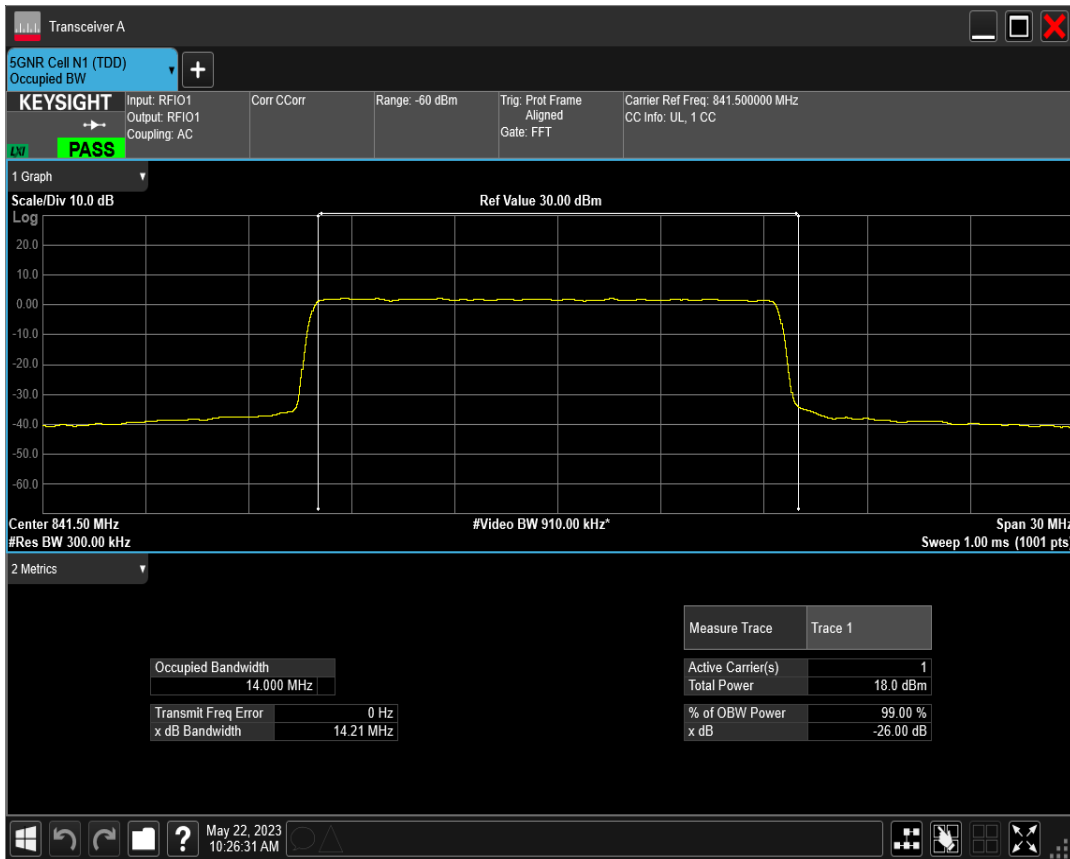 Transceiver A
5GNR Cell N1 (TDD)
Occupied BW
KEYSIGHT
LXI
PASS
Input: RFIO1
Output: RFIO1
Coupling: AC
Corr CCorr
Range: -60 dBm
Trig: Prot Frame
Aligned
Gate: FFT
Carrier Ref Freq: 841.500000 MHz
CC Info: UL, 1 CC
1 Graph
Scale/Div 10.0 dB
Ref Value 30.00 dBm
Log
20.0
10.0
0.00
-10.0
-20.0
-30.0
-40.0
-50.0
-60.0
Center 841.50 MHz
#Video BW 910.00 kHz*
Span 30 MHz
#Res BW 300.00 kHz
Sweep 1.00 ms (1001 pts)
2 Metrics
Measure Trace Trace 1
Occupied Bandwidth
14.000 MHz
Active Carrier(s) 1
Total Power 18.0 dBm
Transmit Freq Error 0 Hz
x dB Bandwidth 14.21 MHz
% of OBW Power 99.00 %
x dB -26.00 dB
May 22, 2023
10:26:31 AM